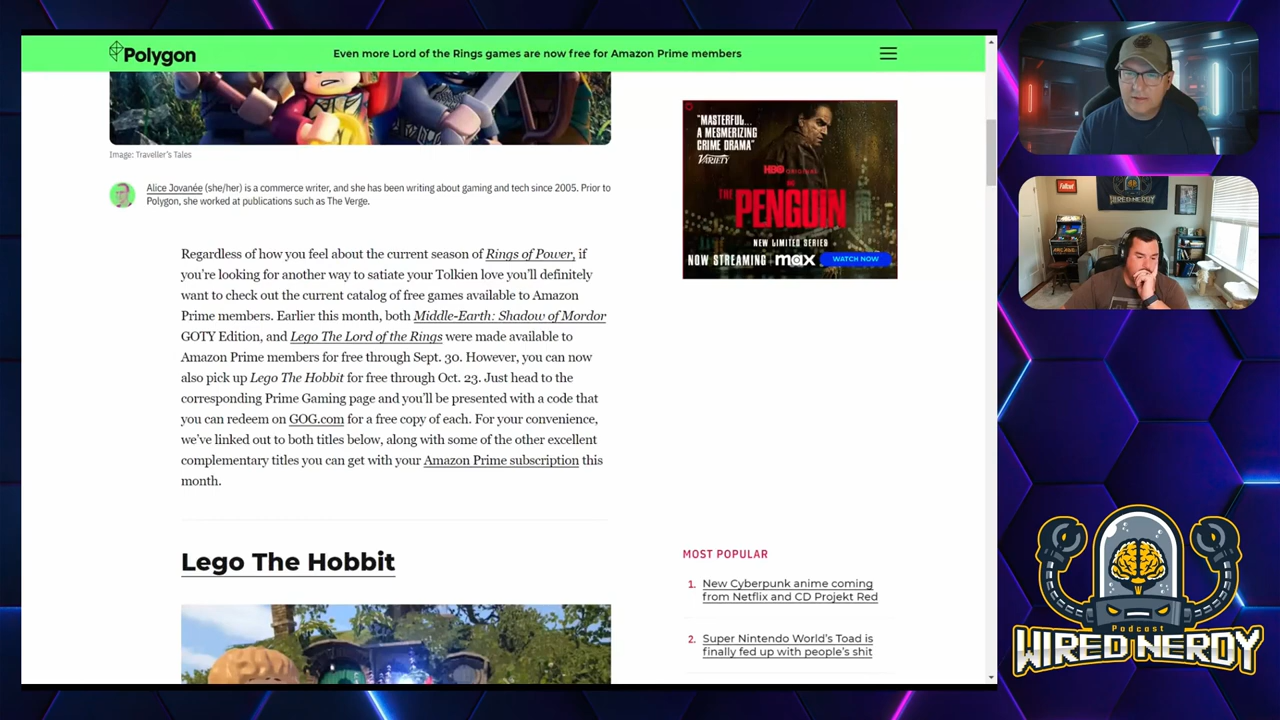 Polygon
Even more Lord of the Rings games are now free for Amazon Prime members
Image: Traveller's Tales
Alice Jovanée (she/her) is a commerce writer, and she has been writing about gaming and tech since 2005. Prior to
Polygon, she worked at publications such as The Verge.
Regardless of how you feel about the current season of Rings of Power, if
you're looking for another way to satiate your Tolkien love you'll definitely
want to check out the current catalog of free games available to Amazon
Prime members. Earlier this month, both Middle-Earth: Shadow of Mordor
GOTY Edition, and Lego The Lord of the Rings were made available to
Amazon Prime members for free through Sept. 30. However, you can now
also pick up Lego The Hobbit for free through Oct. 23. Just head to the
corresponding Prime Gaming page and you'll be presented with a code that
you can redeem on GOG.com for a free copy of each. For your convenience,
we've linked out to both titles below, along with some of the other excellent
complementary titles you can get with your Amazon Prime subscription this
month.
Lego The Hobbit
"MASTERFUL...
A MESMERIZING
CRIME DRAMA"
VARIETY
HBO ORIGINAL
THE PENGUIN
NEW LIMITED SERIES
NOW STREAMING max WATCH NOW
MOST POPULAR
1. New Cyberpunk anime coming
from Netflix and CD Projekt Red
2. Super Nintendo World's Toad is
finally fed up with people's shit
Fallout
WIRED NERDY
Podcast
WIRED NERDY